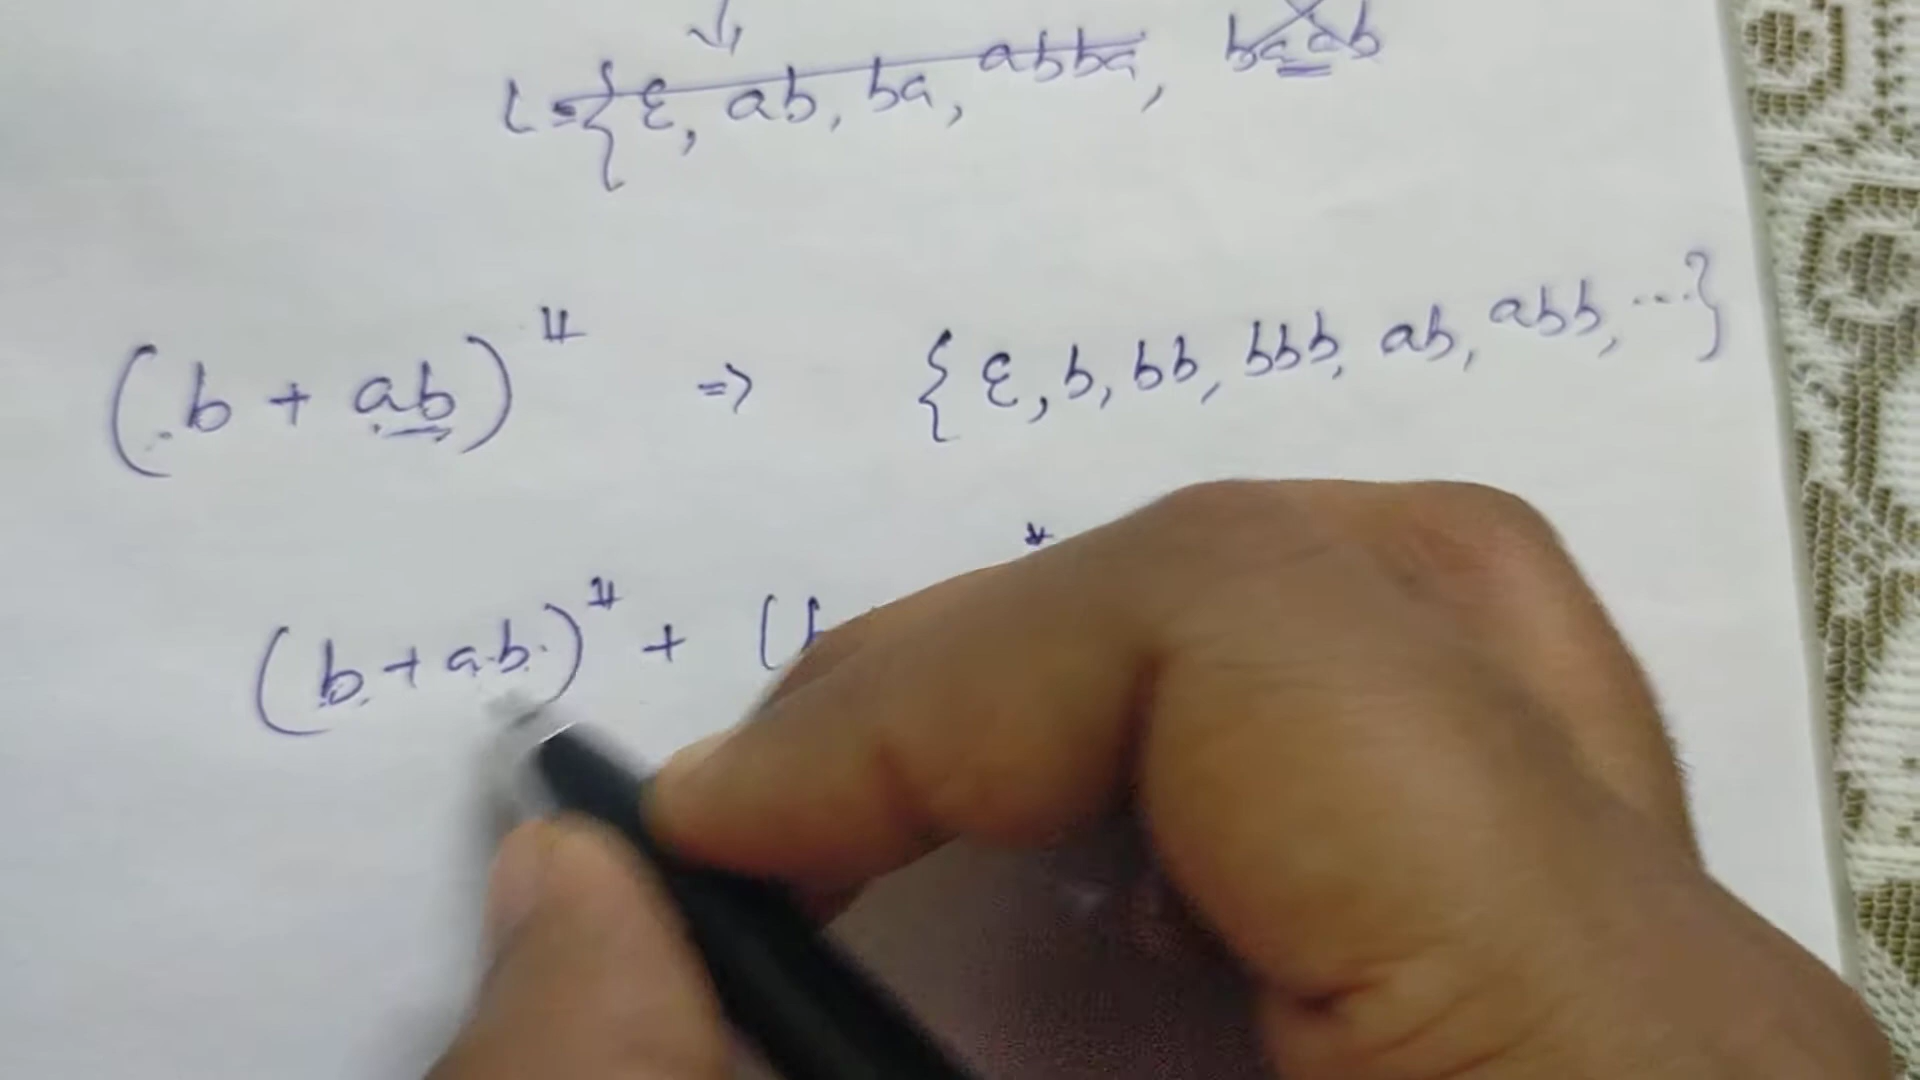 L = {ε, ab, ba, abba, baab
(b + ab)* => {ε, b, bb, bbb, ab, abb, ...}
(b + ab)* + (b *